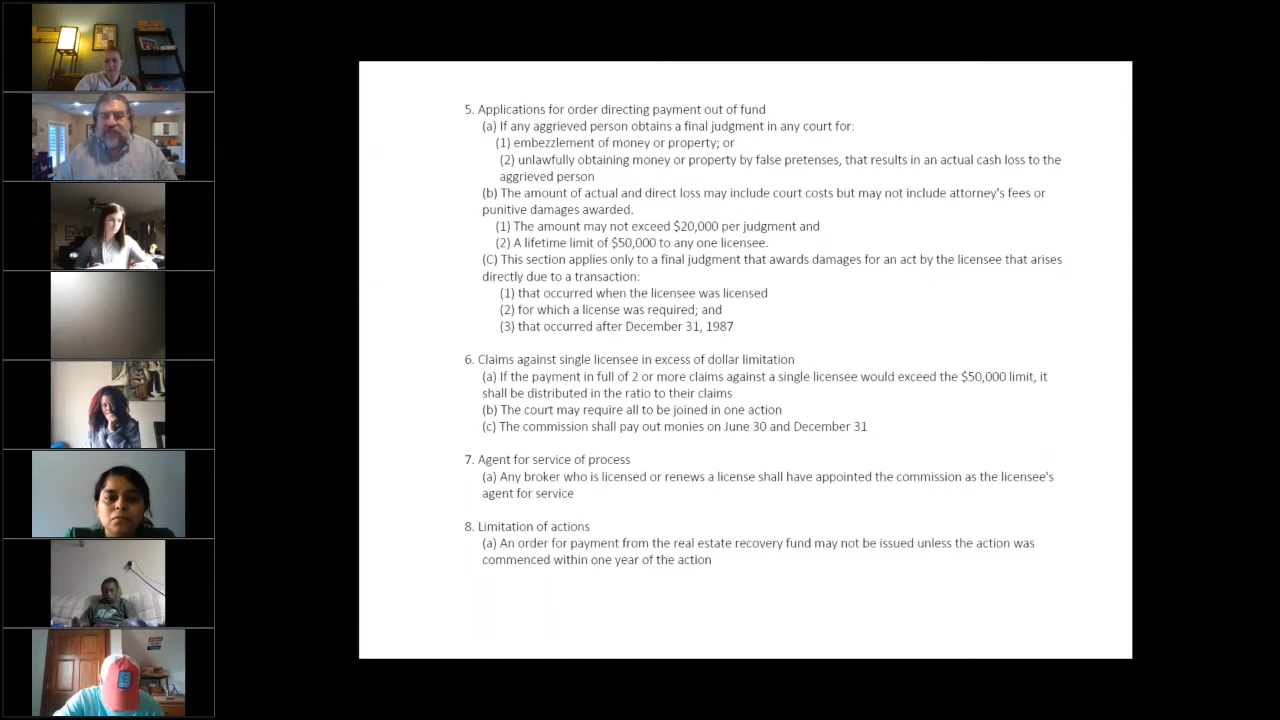 5. Applications for order directing payment out of fund
(a) If any aggrieved person obtains a final judgment in any court for:
(1) embezzlement of money or property; or
(2) unlawfully obtaining money or property by false pretenses, that results in an actual cash loss to the
aggrieved person
(b) The amount of actual and direct loss may include court costs but may not include attorney's fees or
punitive damages awarded.
(1) The amount may not exceed $20,000 per judgment and
(2) A lifetime limit of $50,000 to any one licensee.
(C) This section applies only to a final judgment that awards damages for an act by the licensee that arises
directly due to a transaction:
(1) that occurred when the licensee was licensed
(2) for which a license was required; and
(3) that occurred after December 31, 1987
6. Claims against single licensee in excess of dollar limitation
(a) If the payment in full of 2 or more claims against a single licensee would exceed the $50,000 limit, it
shall be distributed in the ratio to their claims
(b) The court may require all to be joined in one action
(c) The commission shall pay out monies on June 30 and December 31
7. Agent for service of process
(a) Any broker who is licensed or renews a license shall have appointed the commission as the licensee's
agent for service
8. Limitation of actions
(a) An order for payment from the real estate recovery fund may not be issued unless the action was
commenced within one year of the action